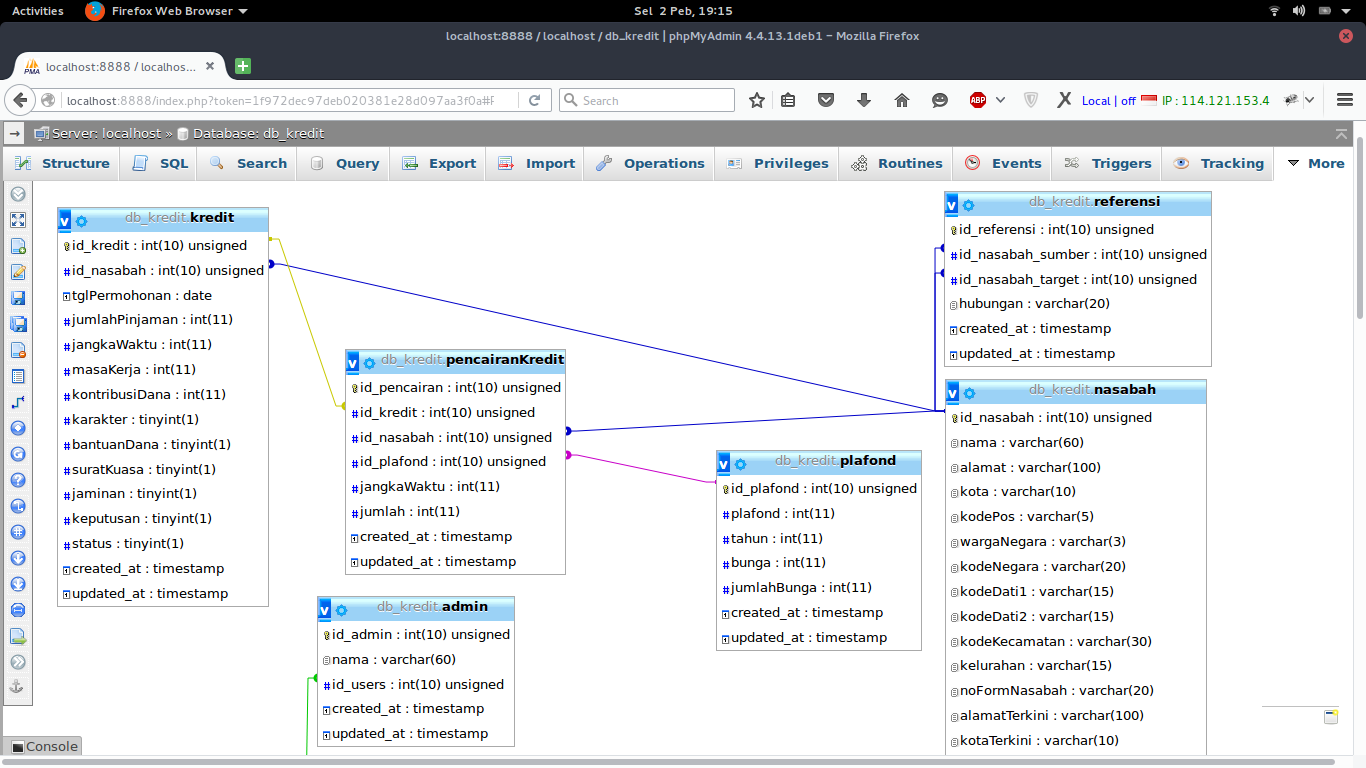 Activities
Firefox Web Browser
Sel 2 Peb, 19:15
localhost:8888 / localhost / db_kredit | phpMyAdmin 4.4.13.1deb1 - Mozilla Firefox
PMA
localhost:8888 / localhos...
localhost:8888/index.php?token=1f972dec97deb020381e28d097aa3f0a#
Search
ABP
Local | off
IP : 114.121.153.4
Server: localhost » Database: db_kredit
Structure
SQL
Search
Query
Export
Import
Operations
Privileges
Routines
Events
Triggers
Tracking
More
v db_kredit.kredit
id_kredit : int(10) unsigned
# id_nasabah : int(10) unsigned
tglPermohonan : date
# jumlahPinjaman : int(11)
# jangkaWaktu : int(11)
# masaKerja : int(11)
# kontribusiDana : int(11)
# karakter : tinyint(1)
# bantuanDana : tinyint(1)
# suratKuasa : tinyint(1)
# jaminan : tinyint(1)
# keputusan : tinyint(1)
# status : tinyint(1)
created_at : timestamp
updated_at : timestamp
v db_kredit.pencairanKredit
id_pencairan : int(10) unsigned
# id_kredit : int(10) unsigned
# id_nasabah : int(10) unsigned
# id_plafond : int(10) unsigned
# jangkaWaktu : int(11)
# jumlah : int(11)
created_at : timestamp
updated_at : timestamp
v db_kredit.admin
id_admin : int(10) unsigned
nama : varchar(60)
# id_users : int(10) unsigned
created_at : timestamp
updated_at : timestamp
v db_kredit.plafond
id_plafond : int(10) unsigned
# plafond : int(11)
# tahun : int(11)
# bunga : int(11)
# jumlahBunga : int(11)
created_at : timestamp
updated_at : timestamp
v db_kredit.referensi
id_referensi : int(10) unsigned
# id_nasabah_sumber : int(10) unsigned
# id_nasabah_target : int(10) unsigned
hubungan : varchar(20)
created_at : timestamp
updated_at : timestamp
v db_kredit.nasabah
id_nasabah : int(10) unsigned
nama : varchar(60)
alamat : varchar(100)
kota : varchar(10)
kodePos : varchar(5)
wargaNegara : varchar(3)
kodeNegara : varchar(20)
kodeDati1 : varchar(15)
kodeDati2 : varchar(15)
kodeKecamatan : varchar(30)
kelurahan : varchar(15)
noFormNasabah : varchar(20)
alamatTerkini : varchar(100)
kotaTerkini : varchar(10)
Console